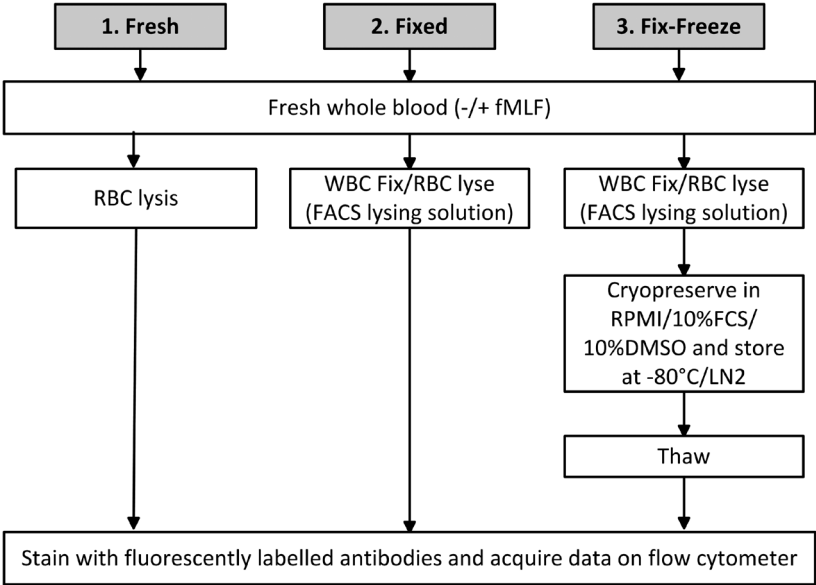 1. Fresh
2. Fixed
3. Fix-Freeze
Fresh whole blood (-/+ fMLF)
RBC lysis
WBC Fix/RBC lyse
(FACS lysing solution)
WBC Fix/RBC lyse
(FACS lysing solution)
Cryopreserve in
RPMI/10%FCS/
10%DMSO and store
at -80°C/LN2
Thaw
Stain with fluorescently labelled antibodies and acquire data on flow cytometer